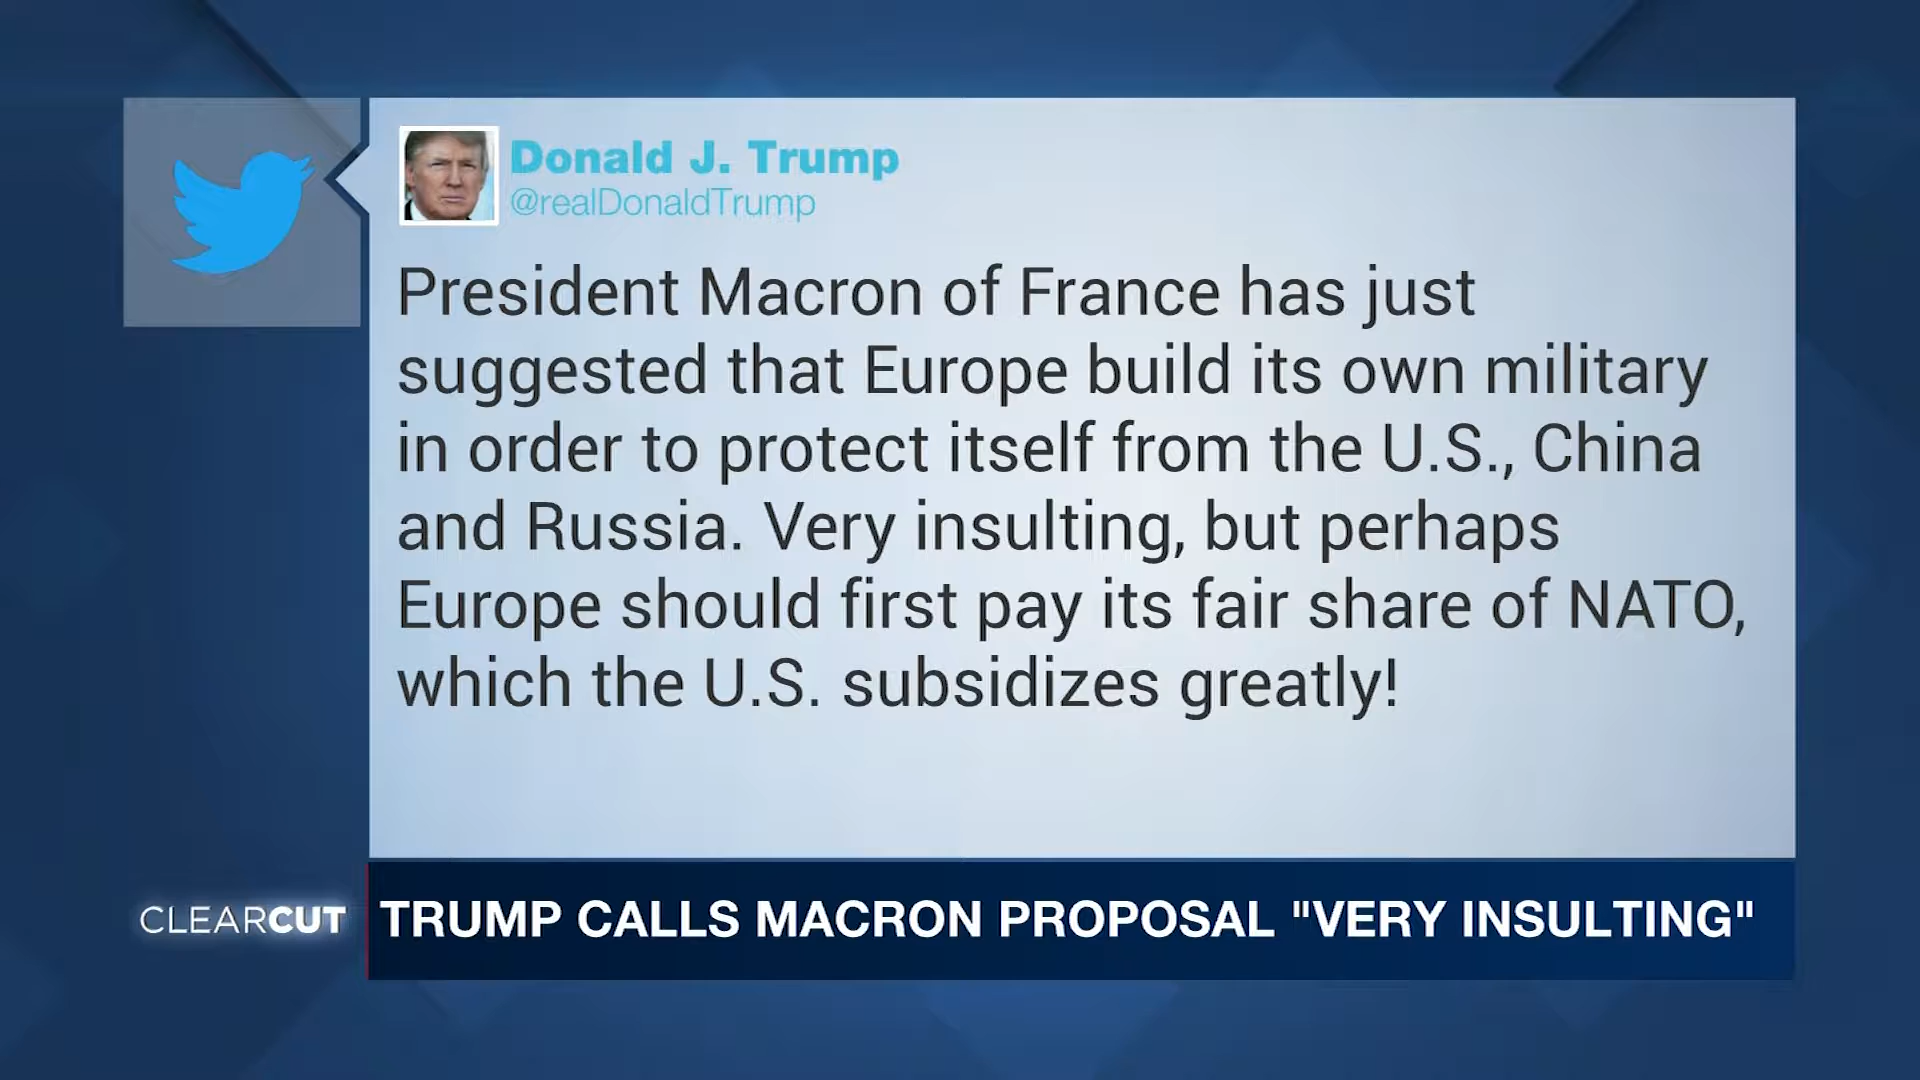 Donald J. Trump
@realDonaldTrump
President Macron of France has just
suggested that Europe build its own military
in order to protect itself from the U.S., China
and Russia. Very insulting, but perhaps
Europe should first pay its fair share of NATO,
which the U.S. subsidizes greatly!
CLEARCUT
TRUMP CALLS MACRON PROPOSAL "VERY INSULTING"